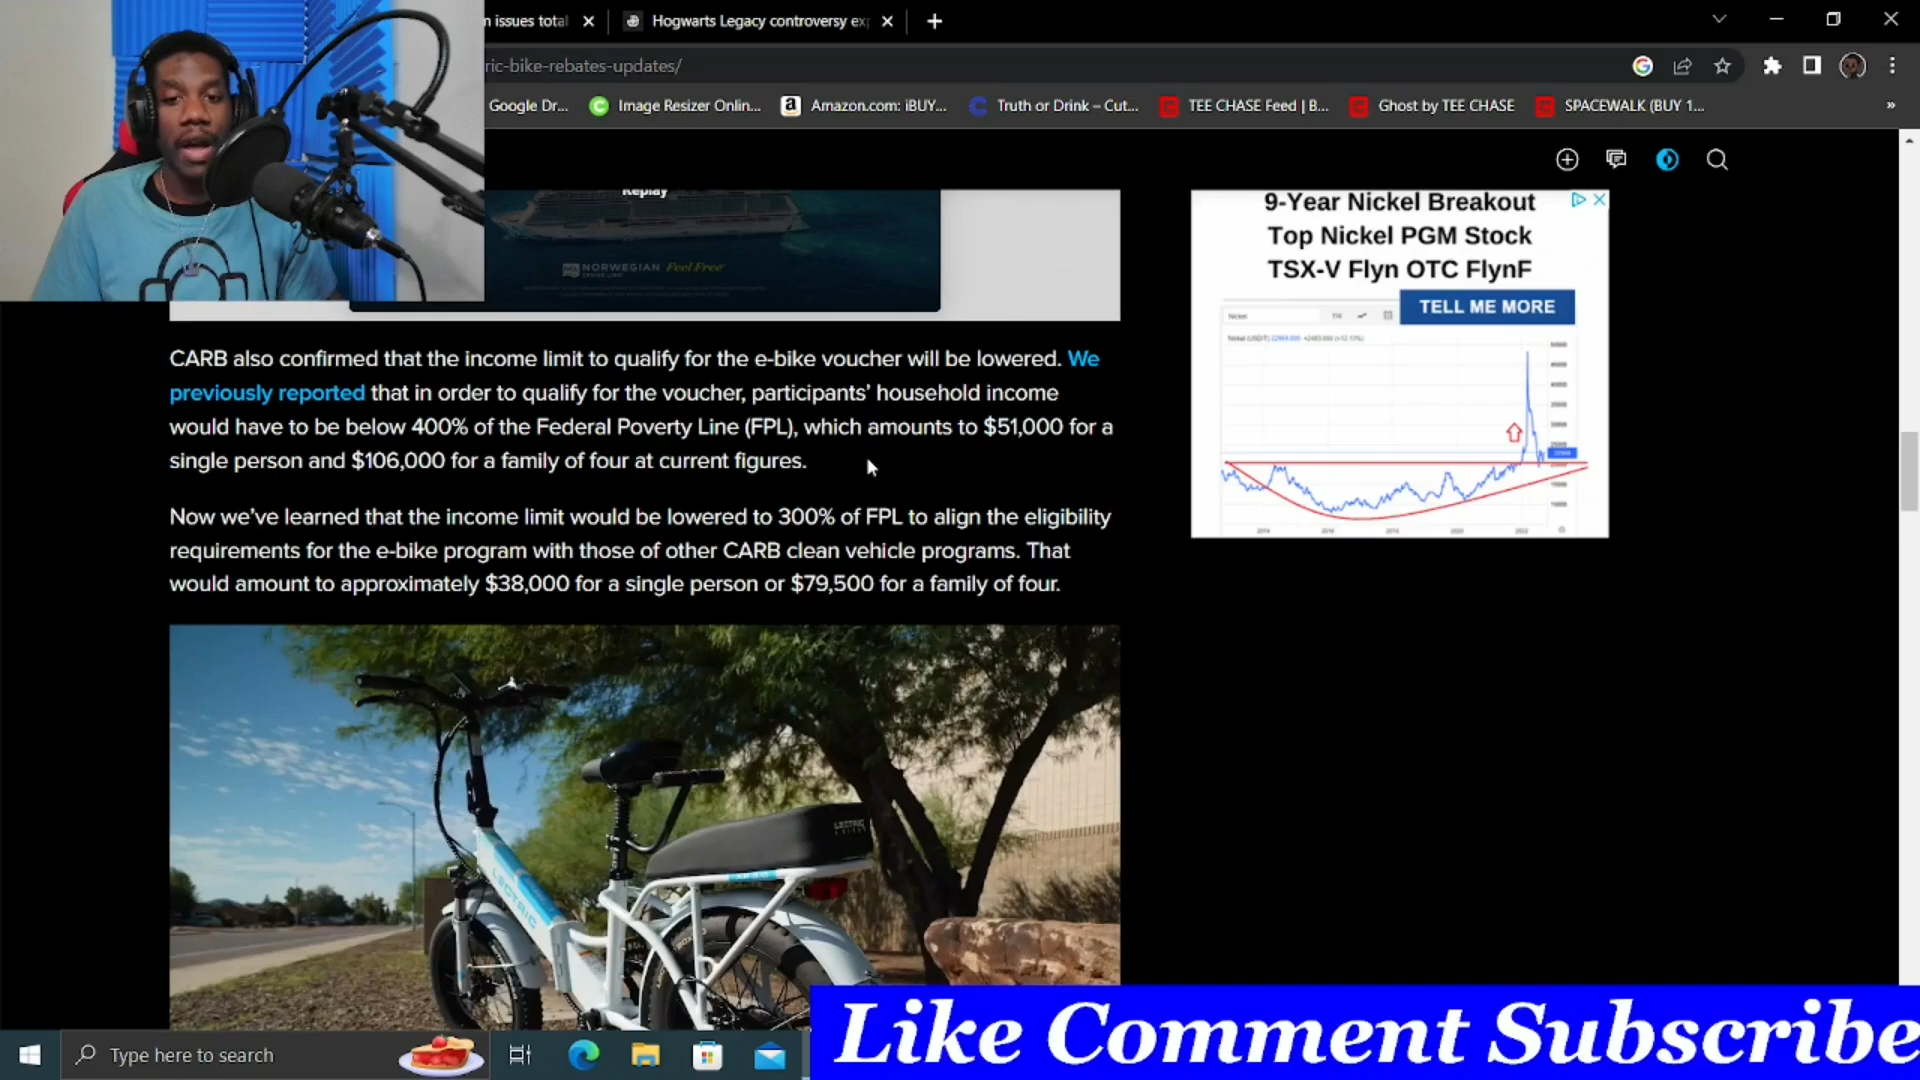 n issues total
Hogwarts Legacy controversy ex
ric-bike-rebates-updates/
Google Dr...
Image Resizer Onlin...
Amazon.com: iBUY...
Truth or Drink – Cut...
TEE CHASE Feed | B...
Ghost by TEE CHASE
SPACEWALK (BUY 1...
»
Replay
NORWEGIAN Feel Free
9-Year Nickel Breakout
Top Nickel PGM Stock
TSX-V Flyn OTC FlynF
TELL ME MORE
Nickel
CARB also confirmed that the income limit to qualify for the e-bike voucher will be lowered. We
previously reported that in order to qualify for the voucher, participants’ household income
would have to be below 400% of the Federal Poverty Line (FPL), which amounts to $51,000 for a
single person and $106,000 for a family of four at current figures.
Now we’ve learned that the income limit would be lowered to 300% of FPL to align the eligibility
requirements for the e-bike program with those of other CARB clean vehicle programs. That
would amount to approximately $38,000 for a single person or $79,500 for a family of four.
LECTRIC
LECTRIC
Type here to search
Like Comment Subscribe